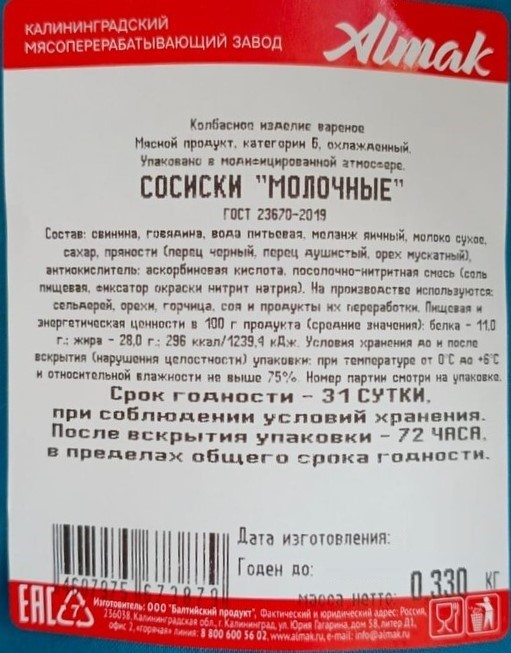 КАЛИНИНГРАДСКИЙ
МЯСОПЕРЕРАБАТЫВАЮЩИЙ ЗАВОД
Almak
Колбасное изделие вареное
Мясной продукт, категории Б, охлажденный.
Упаковано в модифицированной атмосфере.
СОСИСКИ "МОЛОЧНЫЕ"
ГОСТ 23670-2019
Состав: свинина, говядина, вода питьевая, меланж яичный, молоко сухое,
сахар, пряности (перец черный, перец душистый, орех мускатный),
антиокислитель: аскорбиновая кислота, посолочно-нитритная смесь (соль
пищевая, фиксатор окраски нитрит натрия). На производстве используются:
сельдерей, орехи, горчица, соя и продукты их переработки. Пищевая и
энергетическая ценности в 100 г продукта (средние значения): белка - 11,0
г.; жира - 28,0 г.; 296 ккал/1239,4 кДж. Условия хранения до и после
вскрытия (нарушения целостности) упаковки: при температуре от 0°С до +6°С
и относительной влажности не выше 75%. Номер партии смотри на упаковке.
Срок годности - 31 СУТКИ,
при соблюдении условий хранения.
После вскрытия упаковки - 72 ЧАСА,
в пределах общего срока годности.
Дата изготовления:
Годен до:
масса нетто: 0,330 кг
EAC
Изготовитель: ООО "Балтийский продукт", Фактический и юридический адрес: Россия,
236038, Калининградская обл., г. Калининград, ул. Юрия Гагарина, дом 58, литер Д1,
офис 2, «горячая» линия: 8 800 600 56 02, www.almak.ru, e-mail: info@almak.ru